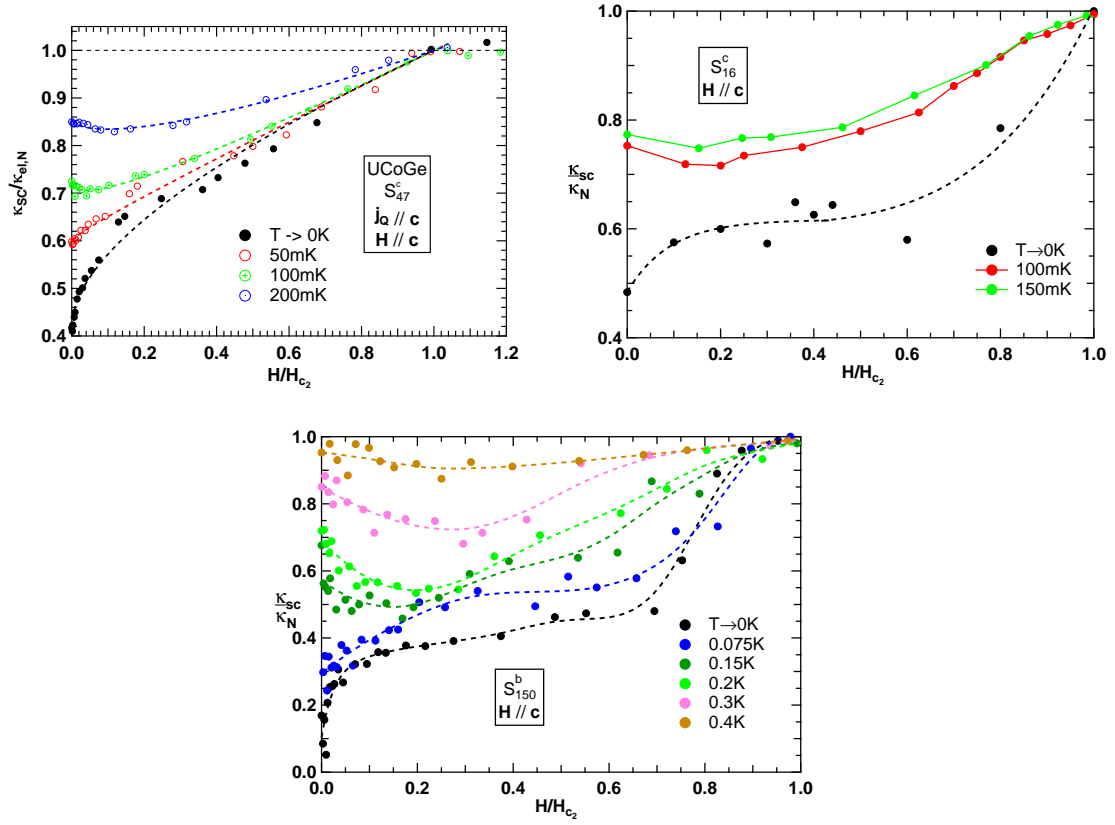 1.0
0.9
0.8
0.7
0.6
0.5
0.4
κSC/κel,N
UCoGe
S47^c
jQ // c
H // c
T -> 0K
50mK
100mK
200mK
0.0 0.2 0.4 0.6 0.8 1.0 1.2
H/Hc2
1.0
0.8
0.6
0.4
κSC
κN
S16^c
H // c
T→0K
100mK
150mK
0.0 0.2 0.4 0.6 0.8 1.0
H/Hc2
1.0
0.8
0.6
0.4
0.2
0.0
κSC
κN
S150^b
H // c
T→0K
0.075K
0.15K
0.2K
0.3K
0.4K
0.0 0.2 0.4 0.6 0.8 1.0
H/Hc2